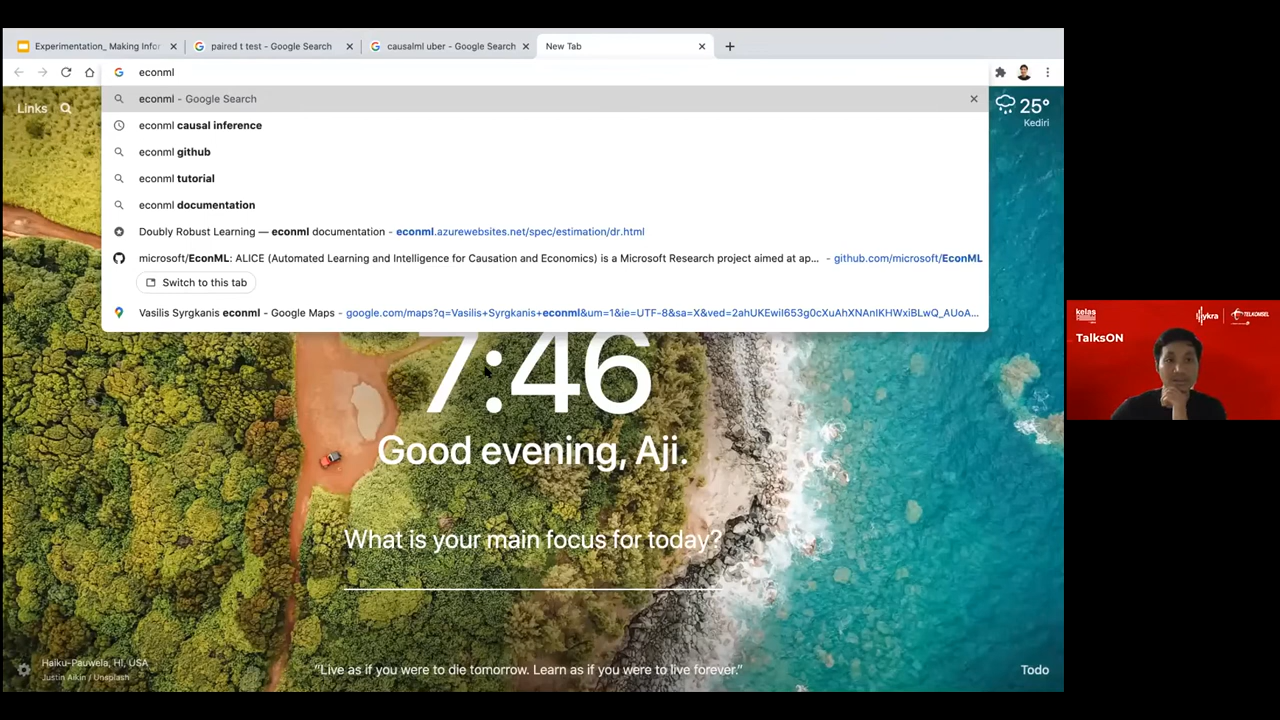 Experimentation_ Making Infor
paired t test - Google Search
causalml uber - Google Search
New Tab
econml
econml - Google Search
econml causal inference
econml github
econml tutorial
econml documentation
Doubly Robust Learning — econml documentation - econml.azurewebsites.net/spec/estimation/dr.html
microsoft/EconML: ALICE (Automated Learning and Intelligence for Causation and Economics) is a Microsoft Research project aimed at ap... - github.com/microsoft/EconML
Switch to this tab
Vasilis Syrgkanis econml - Google Maps - google.com/maps?q=Vasilis+Syrgkanis+econml&um=1&ie=UTF-8&sa=X&ved=2ahUKEwiI653g0cXuAhXNAnIKHWxiBLwQ_AUoA...
Links
25°
Kediri
7:46
Good evening, Aji.
What is your main focus for today?
Haiku-Pauwela, HI, USA
Justin Aikin / Unsplash
"Live as if you were to die tomorrow. Learn as if you were to live forever."
Todo
kelas
lykra
TELKOMSEL
TalksON